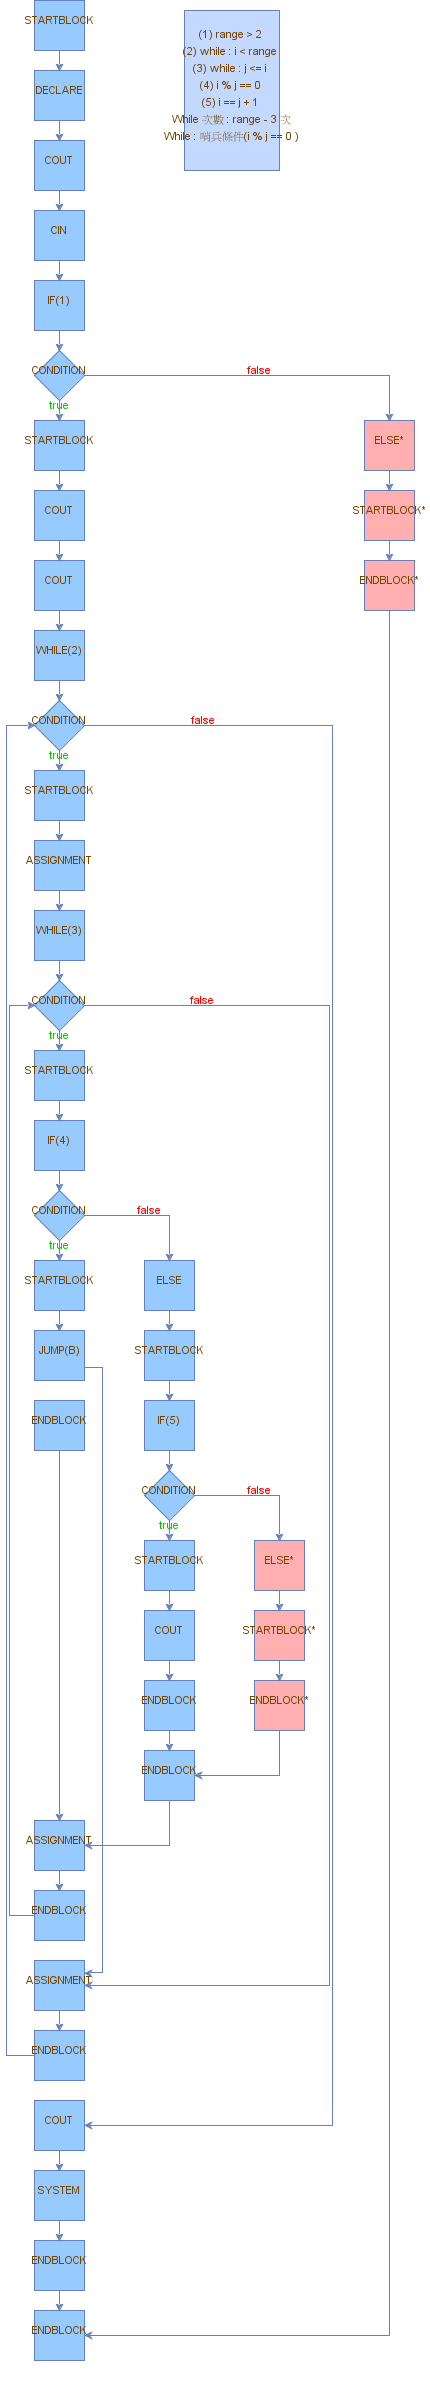 STARTBLOCK
(1) range > 2
(2) while : i < range
(3) while : j <= i
(4) i % j == 0
(5) i == j + 1
While 次數 : range - 3 次
While : 哨兵條件(i % j == 0 )
DECLARE
COUT
CIN
IF(1)
CONDITION
false
true
STARTBLOCK
ELSE*
COUT
STARTBLOCK*
COUT
ENDBLOCK*
WHILE(2)
CONDITION
false
true
STARTBLOCK
ASSIGNMENT
WHILE(3)
CONDITION
false
true
STARTBLOCK
IF(4)
CONDITION
false
true
STARTBLOCK
ELSE
JUMP(B)
STARTBLOCK
ENDBLOCK
IF(5)
CONDITION
false
true
STARTBLOCK
ELSE*
COUT
STARTBLOCK*
ENDBLOCK
ENDBLOCK*
ENDBLOCK
ASSIGNMENT
ENDBLOCK
ASSIGNMENT
ENDBLOCK
COUT
SYSTEM
ENDBLOCK
ENDBLOCK